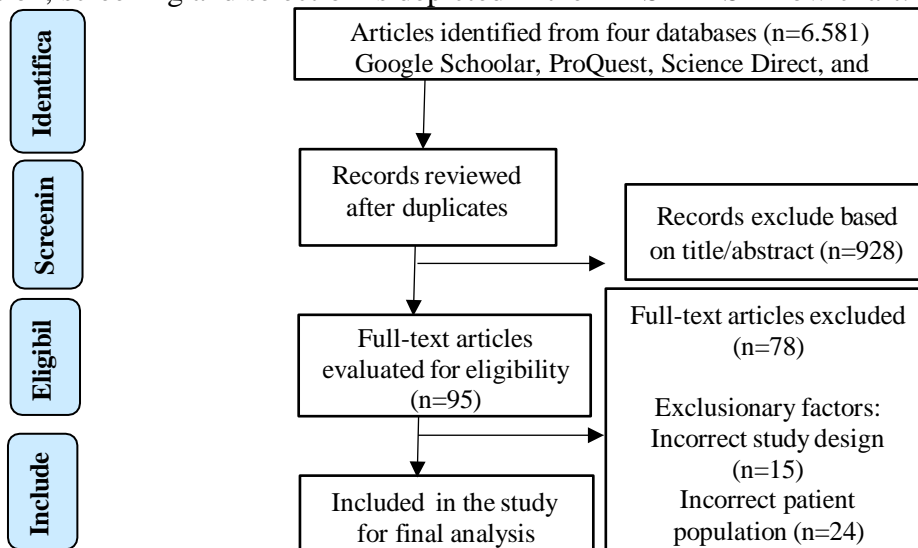 Articles identified from four databases (n=6.581)
Google Schoolar, ProQuest, Science Direct, and
Identifica
Records reviewed
after duplicates
Screenin
Records exclude based
on title/abstract (n=928)
Full-text articles
evaluated for eligibility
(n=95)
Eligibil
Full-text articles excluded
(n=78)
Exclusionary factors:
Incorrect study design
(n=15)
Incorrect patient
population (n=24)
Included in the study
for final analysis
Include